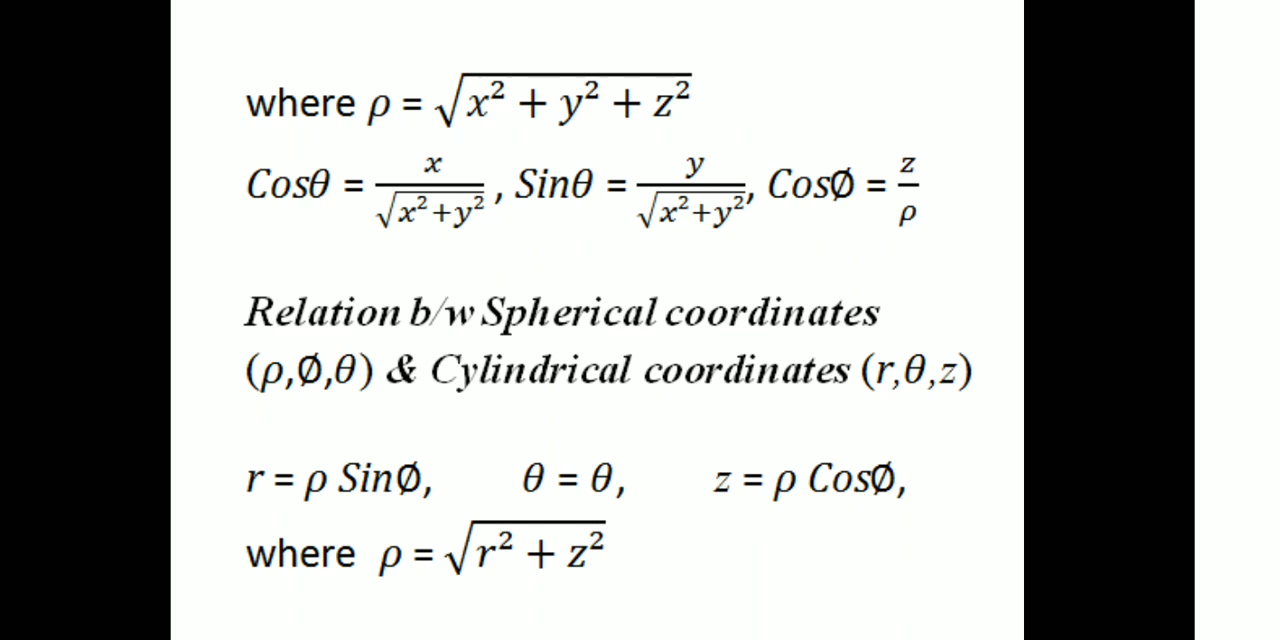 where ρ = √(x² + y² + z²)
Cosθ = x/√(x²+y²) , Sinθ = y/√(x²+y²), CosØ = z/ρ
Relation b/w Spherical coordinates
(ρ,Ø,θ) & Cylindrical coordinates (r,θ,z)
r = ρ SinØ, θ = θ, z = ρ CosØ,
where ρ = √(r² + z²)